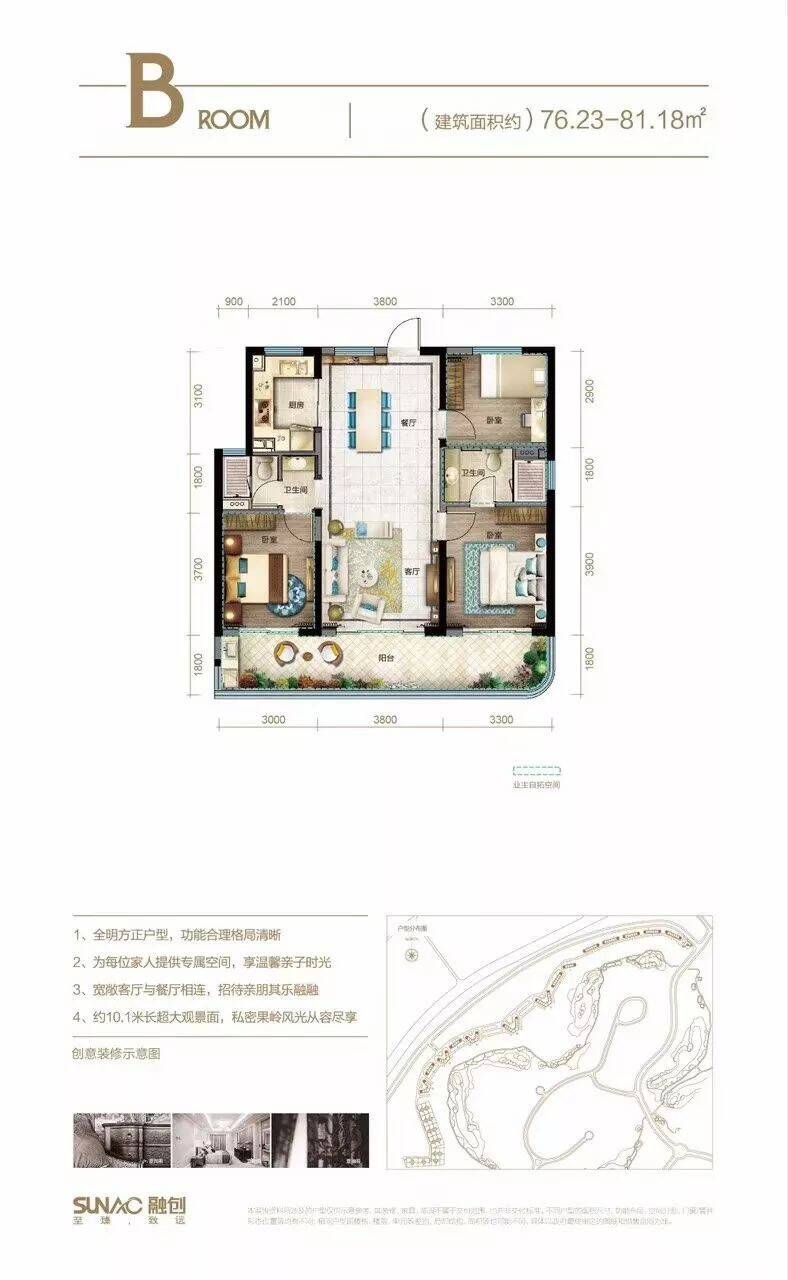 B ROOM （建筑面积约）76.23-81.18㎡
900 2100 3800 3300
3100
1800
3700
1800
2900
1800
3900
1800
厨房
餐厅
卧室
卫生间
卫生间
卧室
客厅
卧室
阳台
3000 3800 3300
业主自拓空间
1、全明方正户型，功能合理格局清晰
2、为每位家人提供专属空间，享温馨亲子时光
3、宽敞客厅与餐厅相连，招待亲朋其乐融融
4、约10.1米长超大观景面，私密果岭风光从容尽享
创意装修示意图
户型分布图
SUNAC 融创
至臻，致远